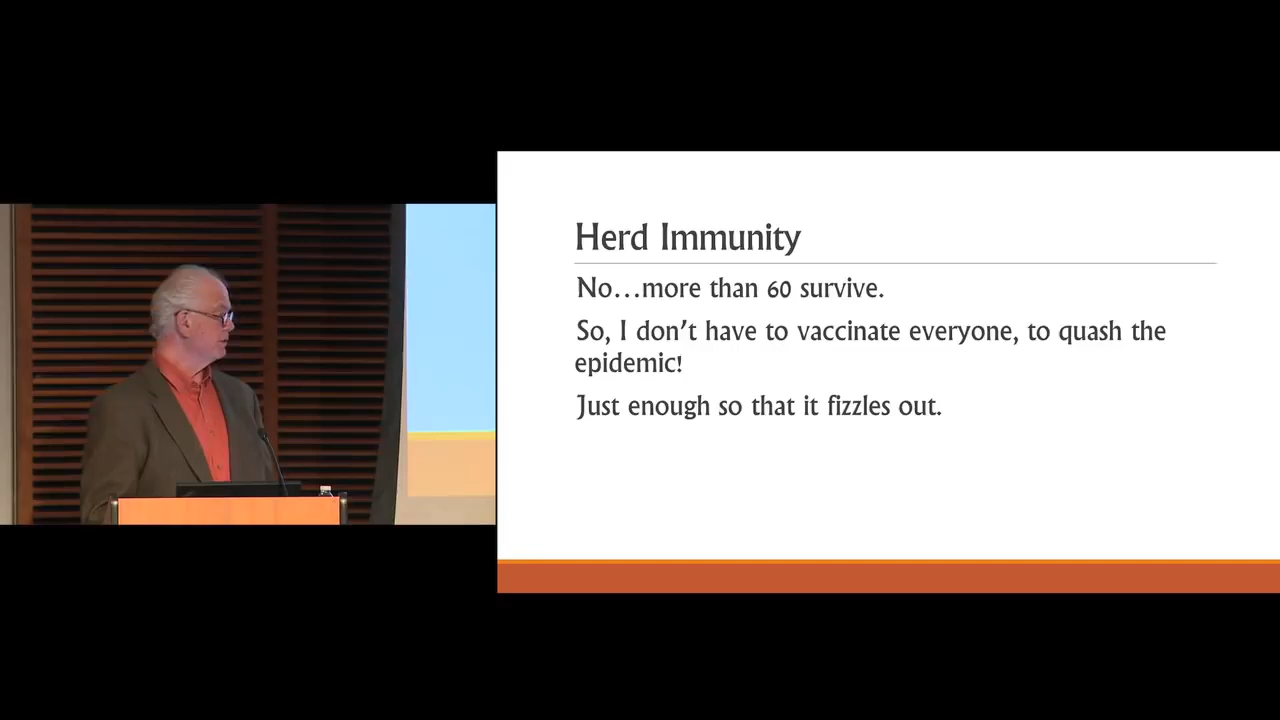 Herd Immunity
No…more than 60 survive.
So, I don’t have to vaccinate everyone, to quash the
epidemic!
Just enough so that it fizzles out.